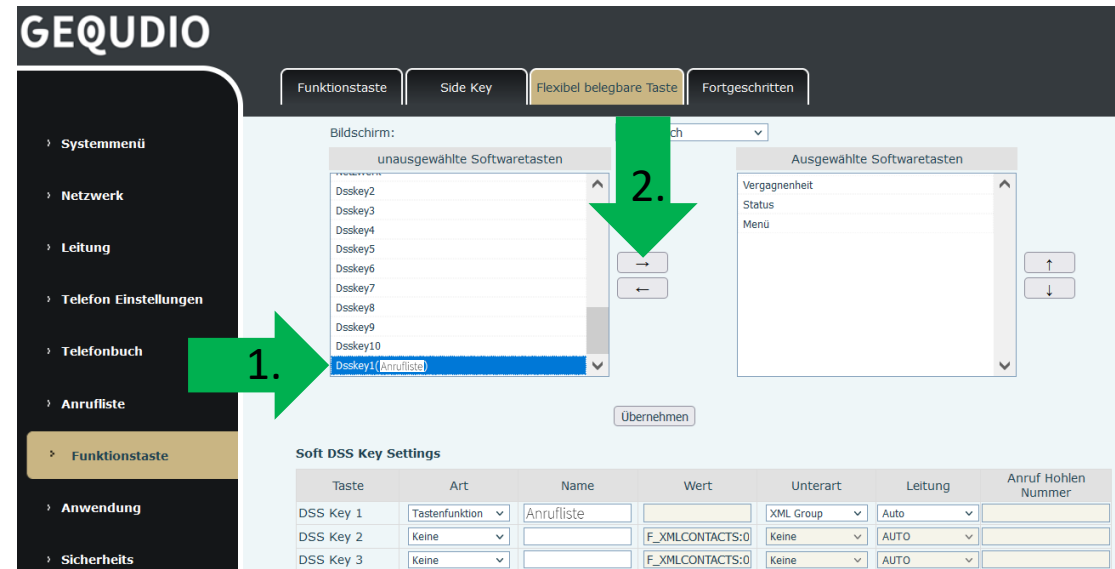 GEQUDIO
Funktionstaste Side Key Flexibel belegbare Taste Fortgeschritten
Systemmenü
Netzwerk
Leitung
Telefon Einstellungen
Telefonbuch
Anrufliste
Funktionstaste
Anwendung
Sicherheits
Bildschirm:
unausgewählte Softwaretasten
Dsskey2
Dsskey3
Dsskey4
Dsskey5
Dsskey6
Dsskey7
Dsskey8
Dsskey9
Dsskey10
Dsskey1(Anrufliste)
1.
2.
→
←
Ausgewählte Softwaretasten
Vergagnenheit
Status
Menü
↑
↓
Übernehmen
Soft DSS Key Settings
Taste Art Name Wert Unterart Leitung Anruf Hohlen
Nummer
DSS Key 1 Tastenfunktion Anrufliste XML Group Auto
DSS Key 2 Keine F_XMLCONTACTS:0 Keine AUTO
DSS Key 3 Keine F_XMLCONTACTS:0 Keine AUTO